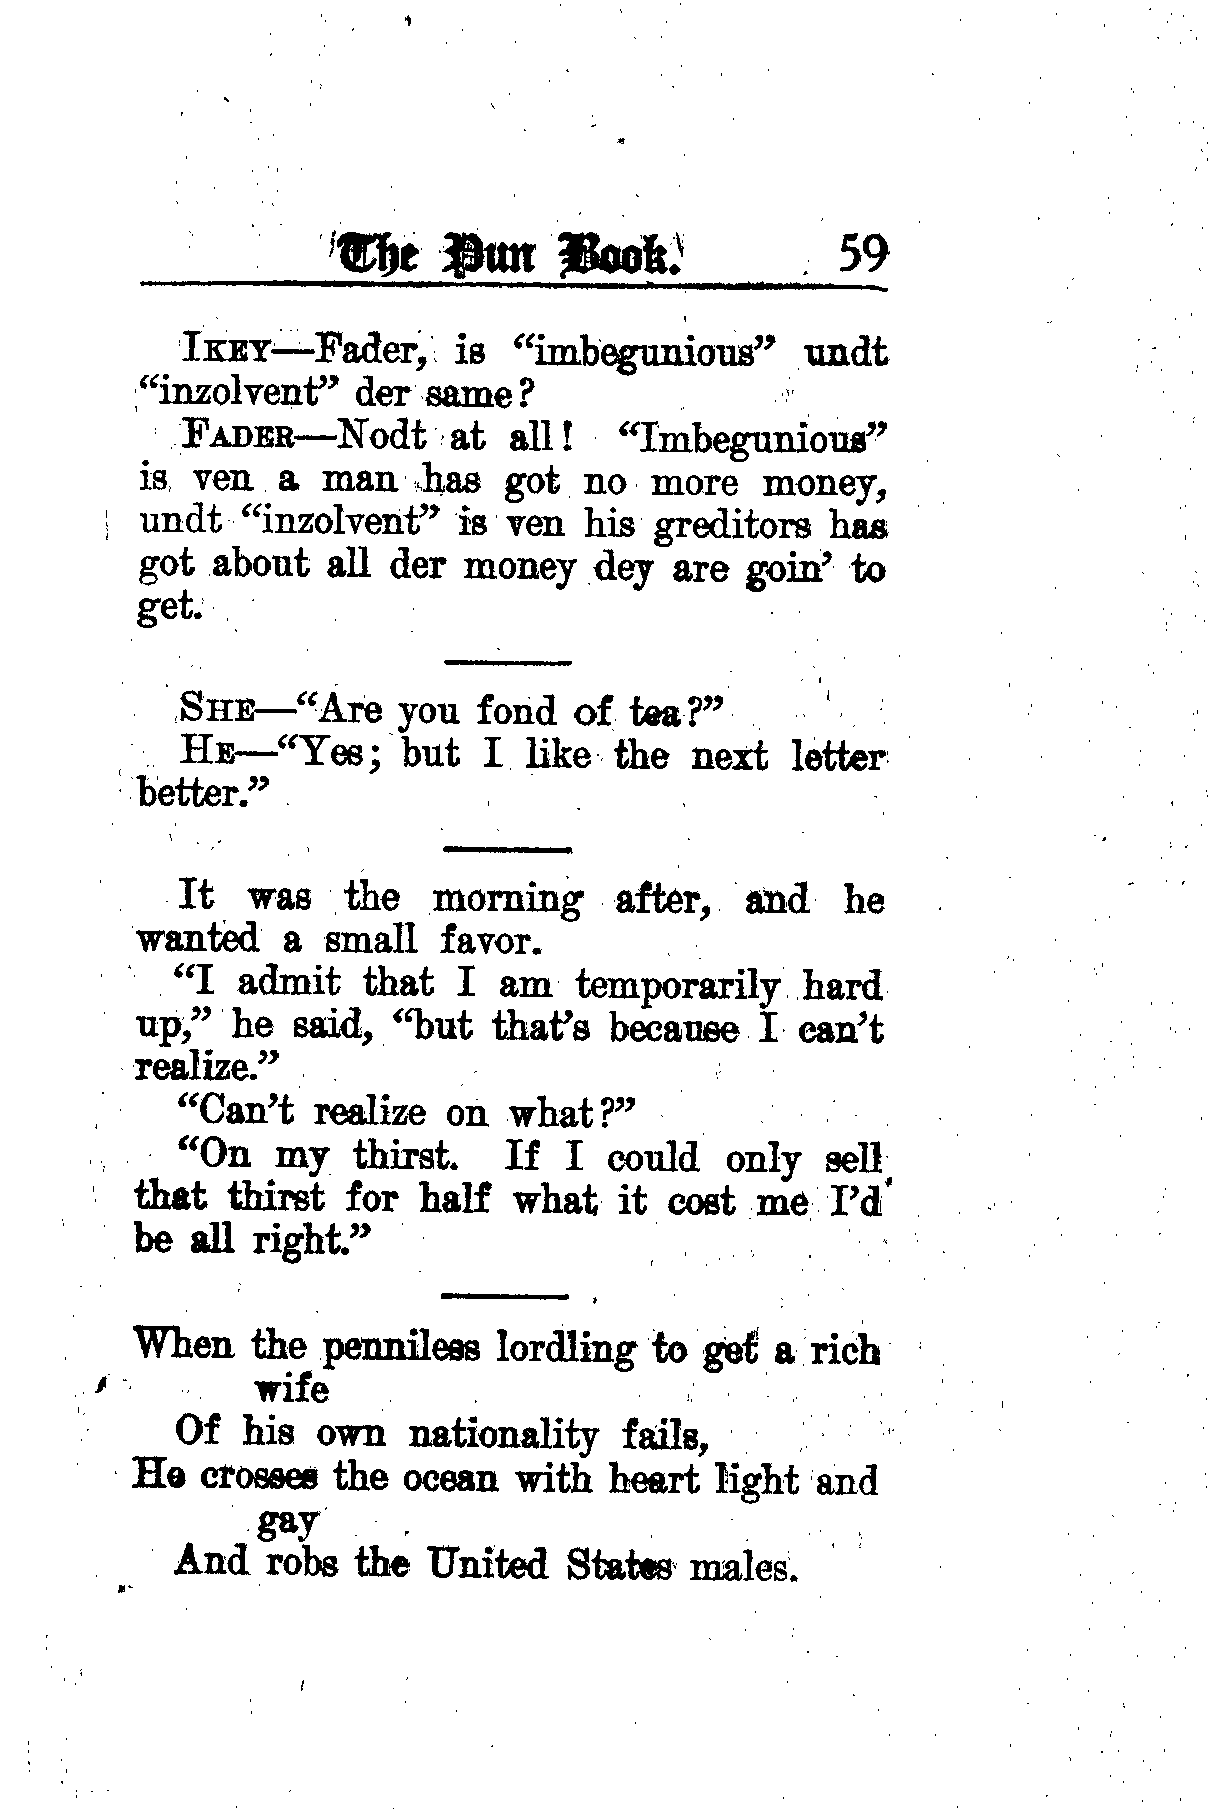 The Pun Book. 59
IKEY—Fader, is “imbegunious” undt
“inzolvent” der same?
FADER—Nodt at all! “Imbegunious”
is ven a man has got no more money,
undt “inzolvent” is ven his greditors has
got about all der money dey are goin’ to
get.
SHE—“Are you fond of tea?”
HE—“Yes; but I like the next letter
better.”
It was the morning after, and he
wanted a small favor.
“I admit that I am temporarily hard
up,” he said, “but that’s because I can’t
realize.”
“Can’t realize on what?”
“On my thirst. If I could only sell
that thirst for half what it cost me I’d
be all right.”
When the penniless lordling to get a rich
wife
Of his own nationality fails,
He crosses the ocean with heart light and
gay
And robs the United States males.